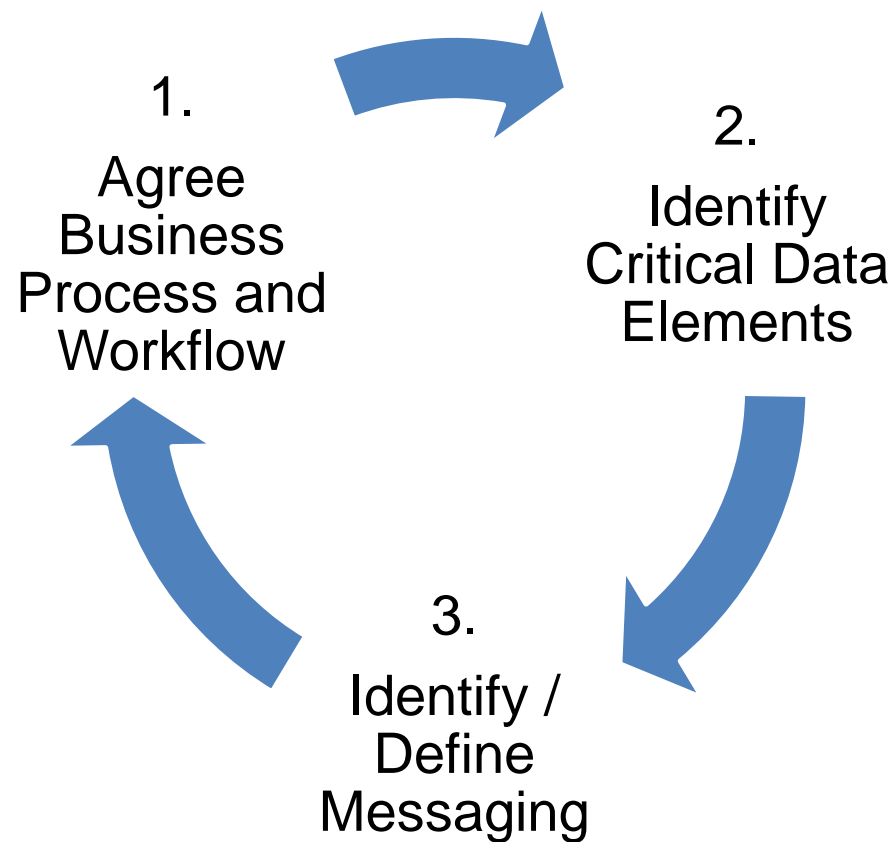 1.
Agree
Business
Process and
Workflow
2.
Identify
Critical Data
Elements
3.
Identify /
Define
Messaging